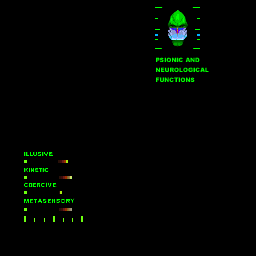 PSIONIC AND
NEUROLOGICAL
FUNCTIONS
ILLUSIVE
KINETIC
COERCIVE
METASENSORY